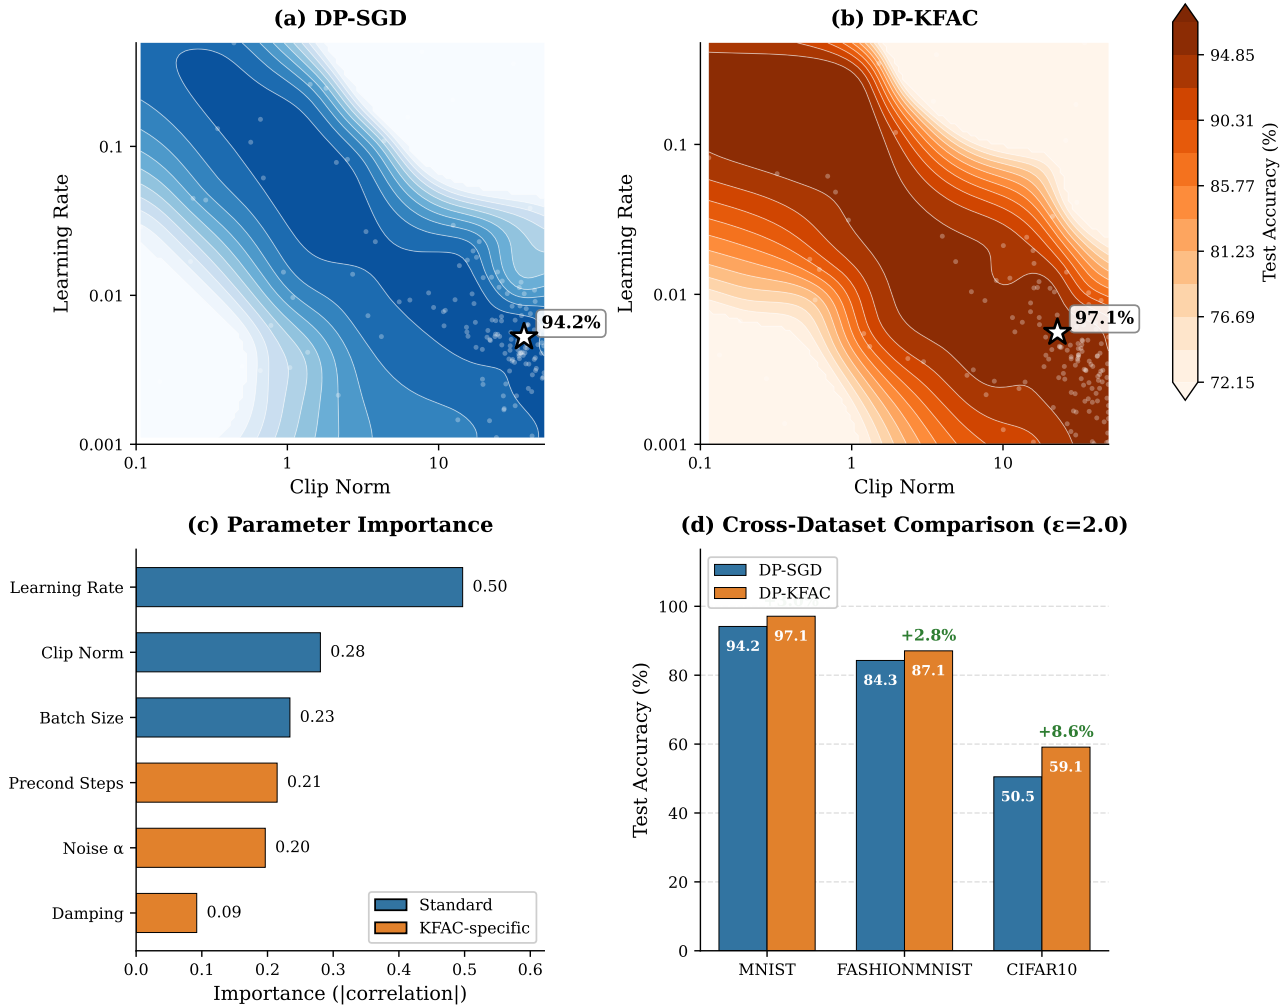 (a) DP-SGD
Learning Rate
0.1
0.01
0.001
0.1
1
10
Clip Norm
94.2%
(b) DP-KFAC
Learning Rate
0.1
0.01
0.001
0.1
1
10
Clip Norm
97.1%
94.85
90.31
85.77
81.23
76.69
72.15
Test Accuracy (%)
(c) Parameter Importance
Learning Rate
0.50
Clip Norm
0.28
Batch Size
0.23
Precond Steps
0.21
Noise α
0.20
Damping
0.09
Standard
KFAC-specific
0.0
0.1
0.2
0.3
0.4
0.5
0.6
Importance (|correlation|)
(d) Cross-Dataset Comparison (ε=2.0)
DP-SGD
DP-KFAC
Test Accuracy (%)
100
80
60
40
20
0
94.2
97.1
+2.8%
84.3
87.1
+8.6%
50.5
59.1
MNIST
FASHIONMNIST
CIFAR10